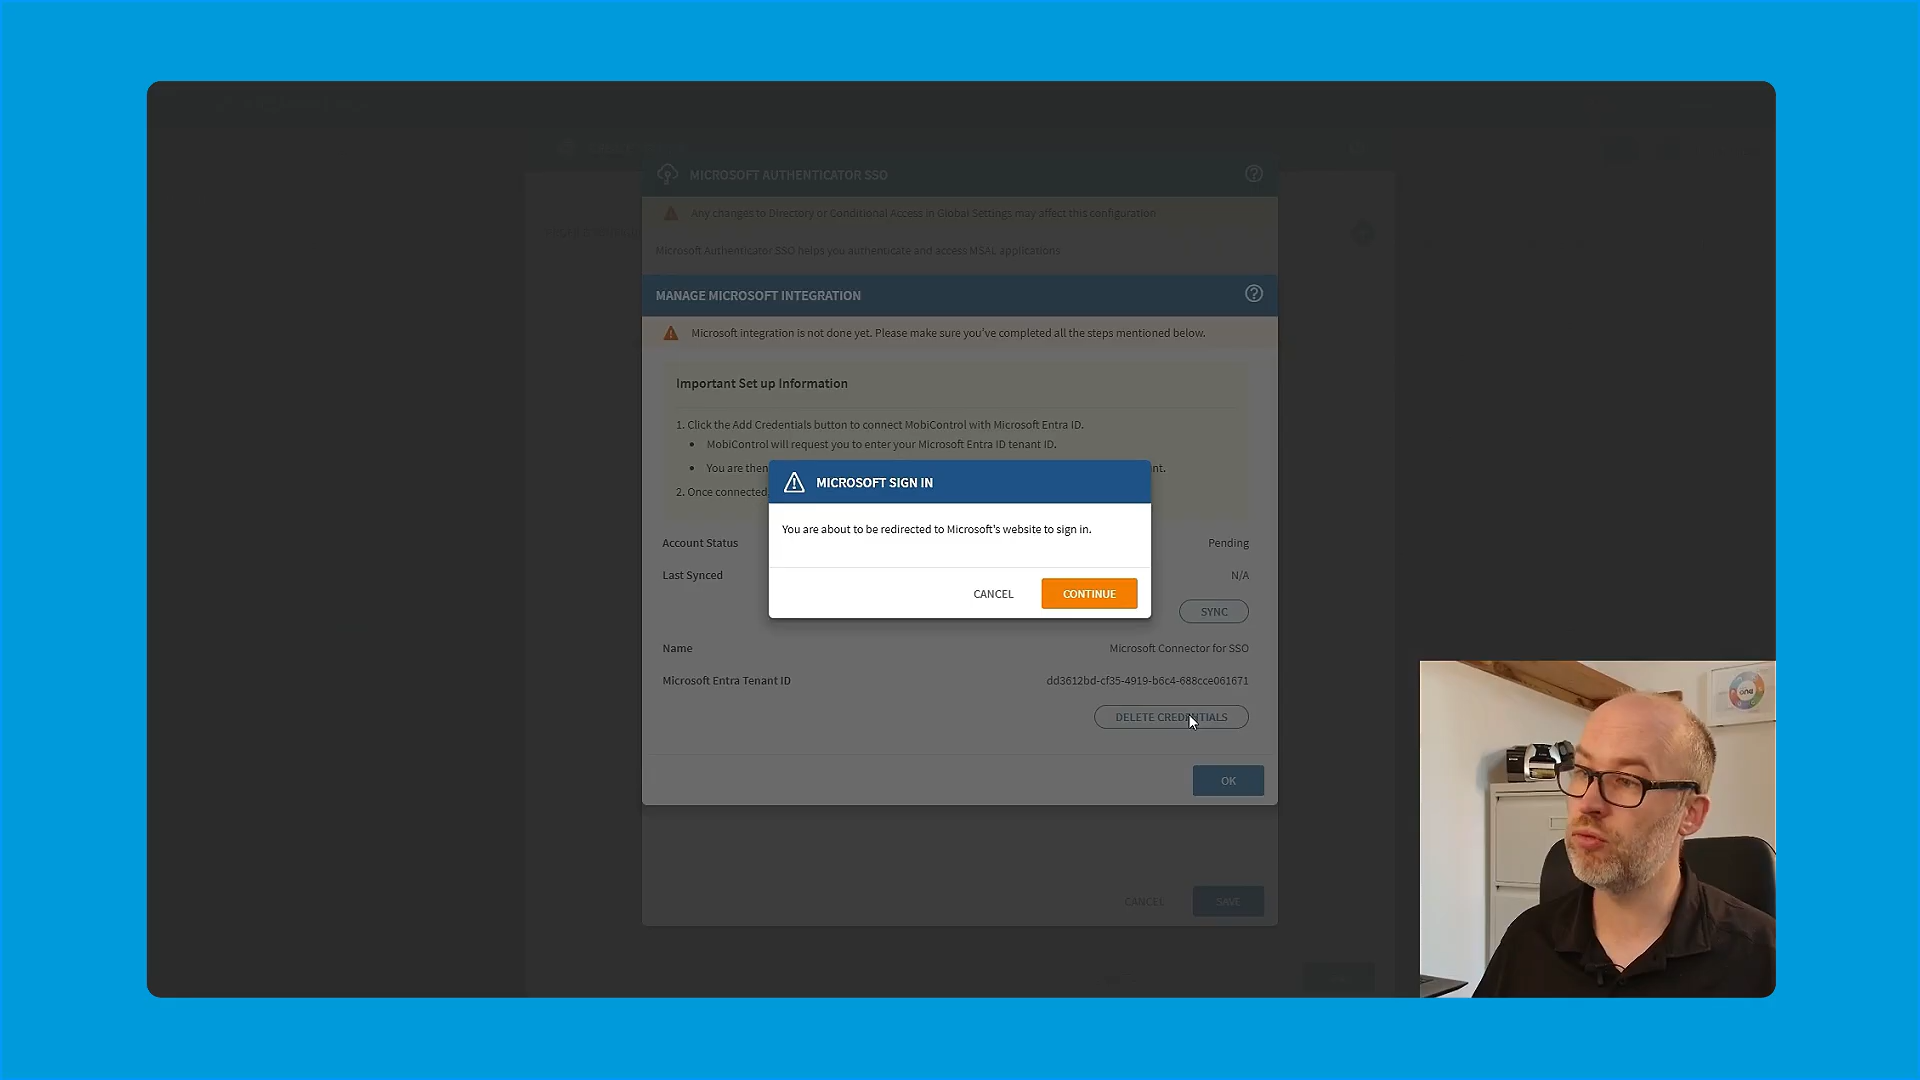 MICROSOFT AUTHENTICATOR SSO
Any changes to Directory or Conditional Access in Global Settings may affect this configuration
Microsoft Authenticator SSO helps you authenticate and access MSAL applications
MANAGE MICROSOFT INTEGRATION
Microsoft integration is not done yet. Please make sure you've completed all the steps mentioned below.
Important Set up Information
1. Click the Add Credentials button to connect MobiControl with Microsoft Entra ID.
• MobiControl will request you to enter your Microsoft Entra ID tenant ID.
• You are then
2. Once connected
MICROSOFT SIGN IN
You are about to be redirected to Microsoft's website to sign in.
CANCEL CONTINUE
Account Status Pending
Last Synced N/A
SYNC
Name Microsoft Connector for SSO
Microsoft Entra Tenant ID dd3612bd-cf35-4919-b6c4-688cce061671
DELETE CREDENTIALS
OK
CANCEL SAVE
one